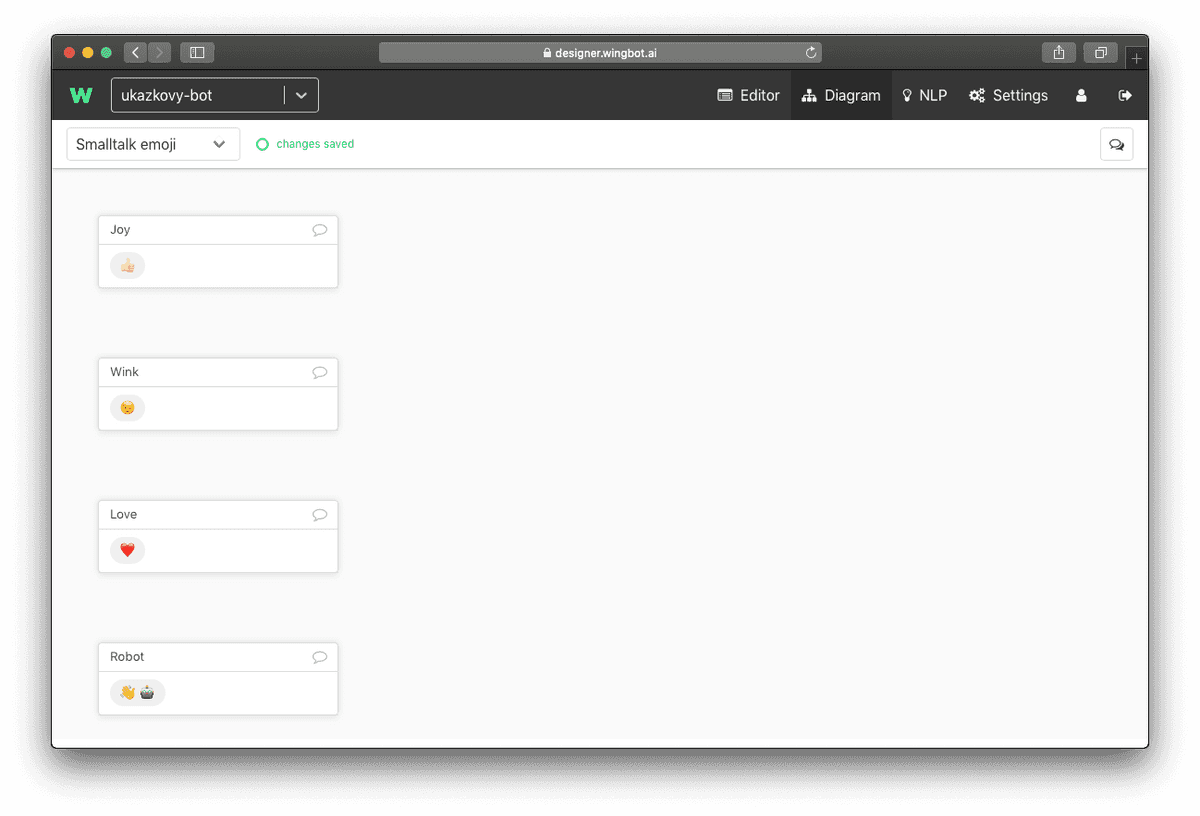 designer.wingbot.ai
W ukazkovy-bot Editor Diagram NLP Settings
Smalltalk emoji changes saved
Joy
👍🏻
Wink
Love
❤️
Robot
👋 🤖